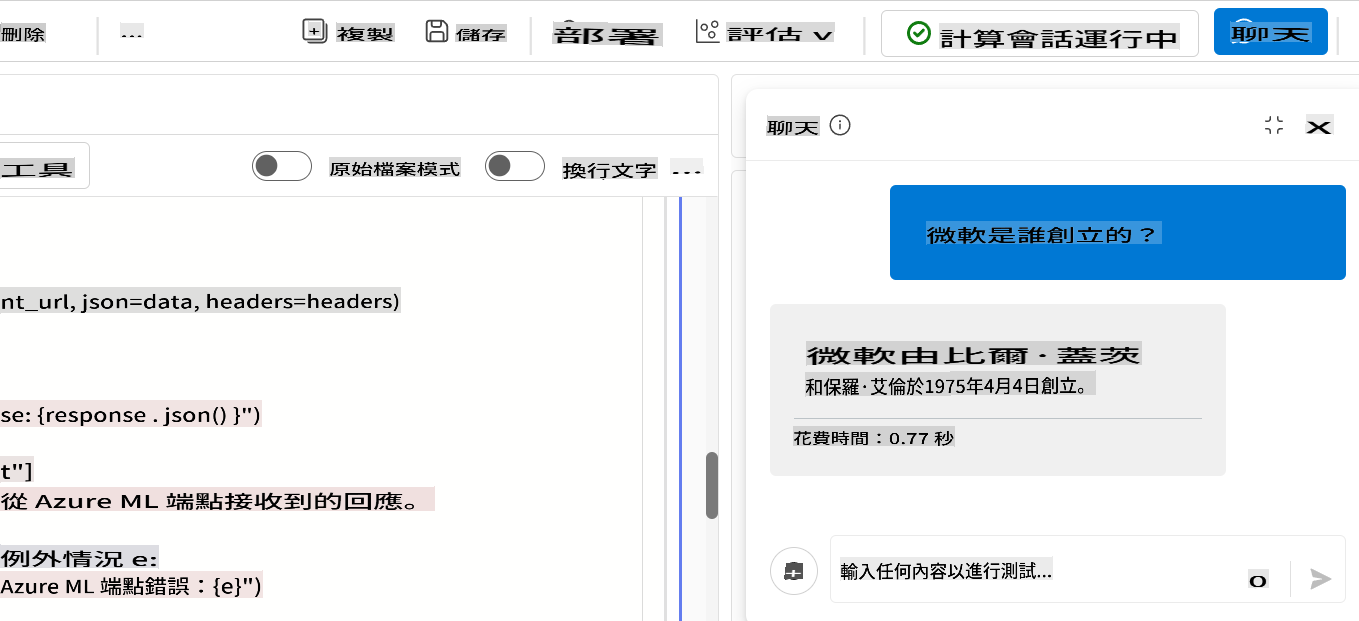 刪除
...
複製
儲存
部署
評估 ∨
計算會話運行中
聊天
工具
原始檔案模式
換行文字
...
nt_url, json=data, headers=headers)
se: {response . json() }")
t"]
從 Azure ML 端點接收到的回應。
例外情況 e:
Azure ML 端點錯誤：{e}")
聊天
X
微軟是誰創立的？
微軟由比爾·蓋茨
和保羅·艾倫於1975年4月4日創立。
花費時間：0.77 秒
輸入任何內容以進行測試...
o